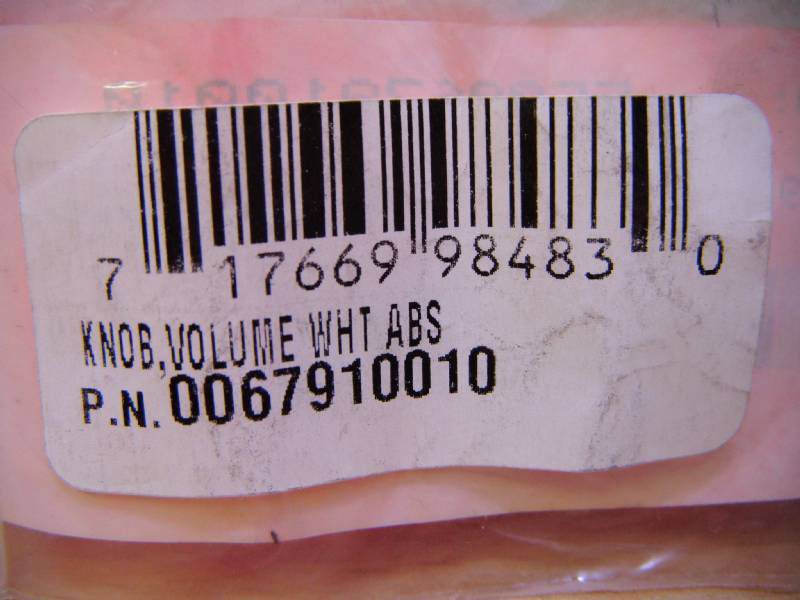 7 17669 98483 0
KNOB,VOLUME WHT ABS
P.N.0067910010